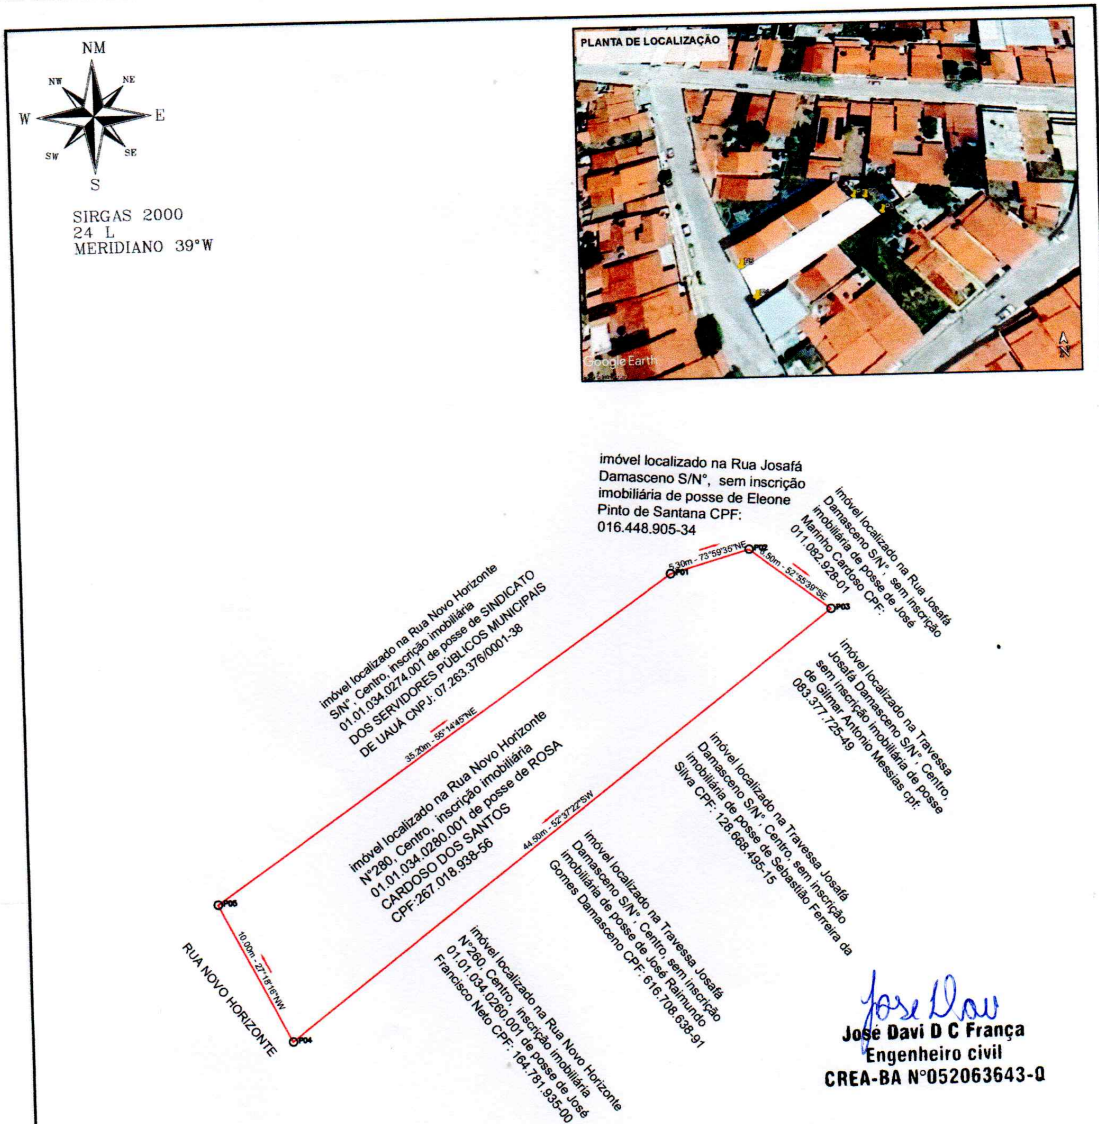 NM
NW
NE
W
E
SW
SE
S
SIRGAS 2000
24 L
MERIDIANO 39°W
PLANTA DE LOCALIZAÇÃO
Google Earth
N
imóvel localizado na Rua Josafá
Damasceno S/N°, sem inscrição
imobiliária de posse de Eleone
Pinto de Santana CPF:
016.448.905-34
imóvel localizado na Rua Josafá
Damasceno S/N°, sem inscrição
imobiliária de posse de José
Marinho Cardoso CPF:
011.082.928-01
P01
5.30m - 73°59'35"NE
P02
6.50m - 52°55'39"SE
P03
imóvel localizado na Rua Novo Horizonte
S/N°, Centro, inscrição imobiliária
01.01.034.0274.001 de posse de SINDICATO
DOS SERVIDORES PÚBLICOS MUNICIPAIS
DE UAUÁ CNPJ: 07.263.376/0001-38
35.20m - 55°14'45"NE
imóvel localizado na Travessa
Josafá Damasceno S/N°, Centro,
sem inscrição imobiliária de posse
de Gilmar Antonio Messias cpf:
083.377.725-49
imóvel localizado na Rua Novo Horizonte
N°280, Centro, inscrição imobiliária
01.01.034.0280.001 de posse de ROSA
CARDOSO DOS SANTOS
CPF:267.018.938-56
44.50m - 52°37'22"SW
imóvel localizado na Travessa Josafá
Damasceno S/N°, Centro, sem inscrição
imobiliária de posse de Sebastião Ferreira da
Silva CPF: 128.668.495-15
imóvel localizado na Travessa Josafá
Damasceno S/N°, Centro, sem inscrição
imobiliária de posse de José Raimundo
Gomes Damasceno CPF: 616.708.638-91
P05
10.00m - 27°18'16"NW
P04
RUA NOVO HORIZONTE
imóvel localizado na Rua Novo Horizonte
N°260, Centro, inscrição imobiliária
01.01.034.0260.001 de posse de José
Francisco Neto CPF: 164.781.935-00
José Davi
José Davi D C França
Engenheiro civil
CREA-BA N°052063643-Q